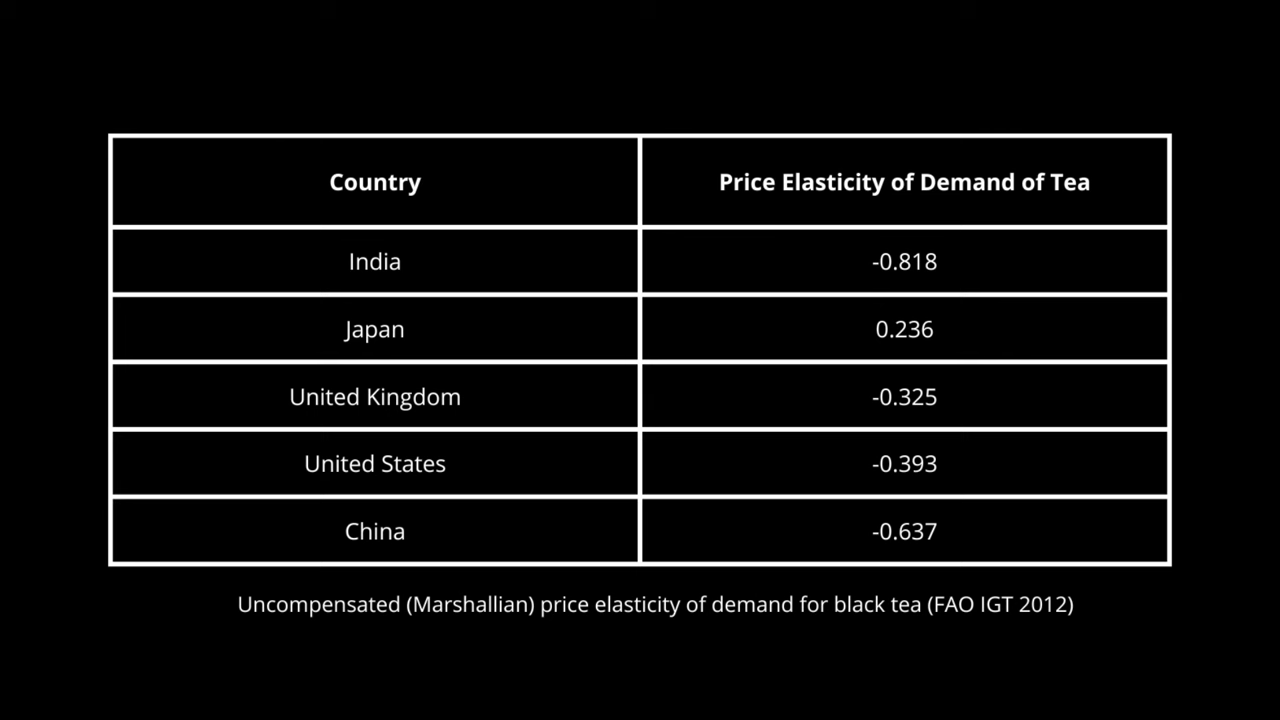 Country Price Elasticity of Demand of Tea
India -0.818
Japan 0.236
United Kingdom -0.325
United States -0.393
China -0.637
Uncompensated (Marshallian) price elasticity of demand for black tea (FAO IGT 2012)